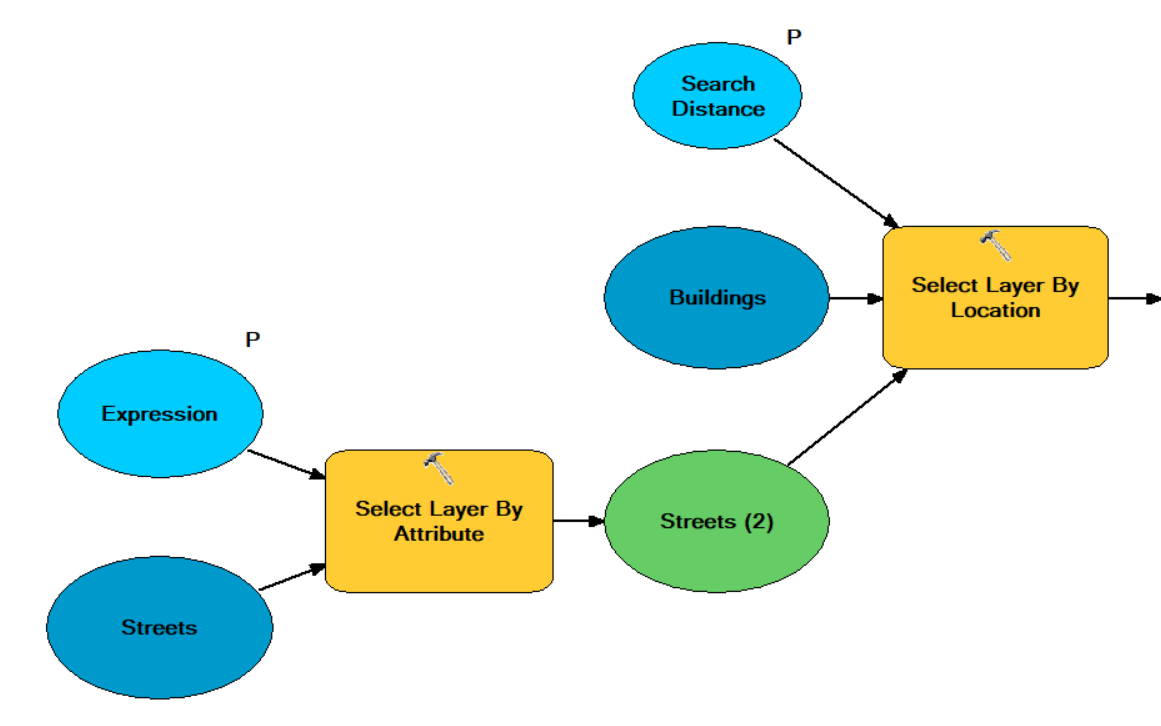 P
Search
Distance
Buildings
Select Layer By
Location
P
Expression
Select Layer By
Attribute
Streets (2)
Streets